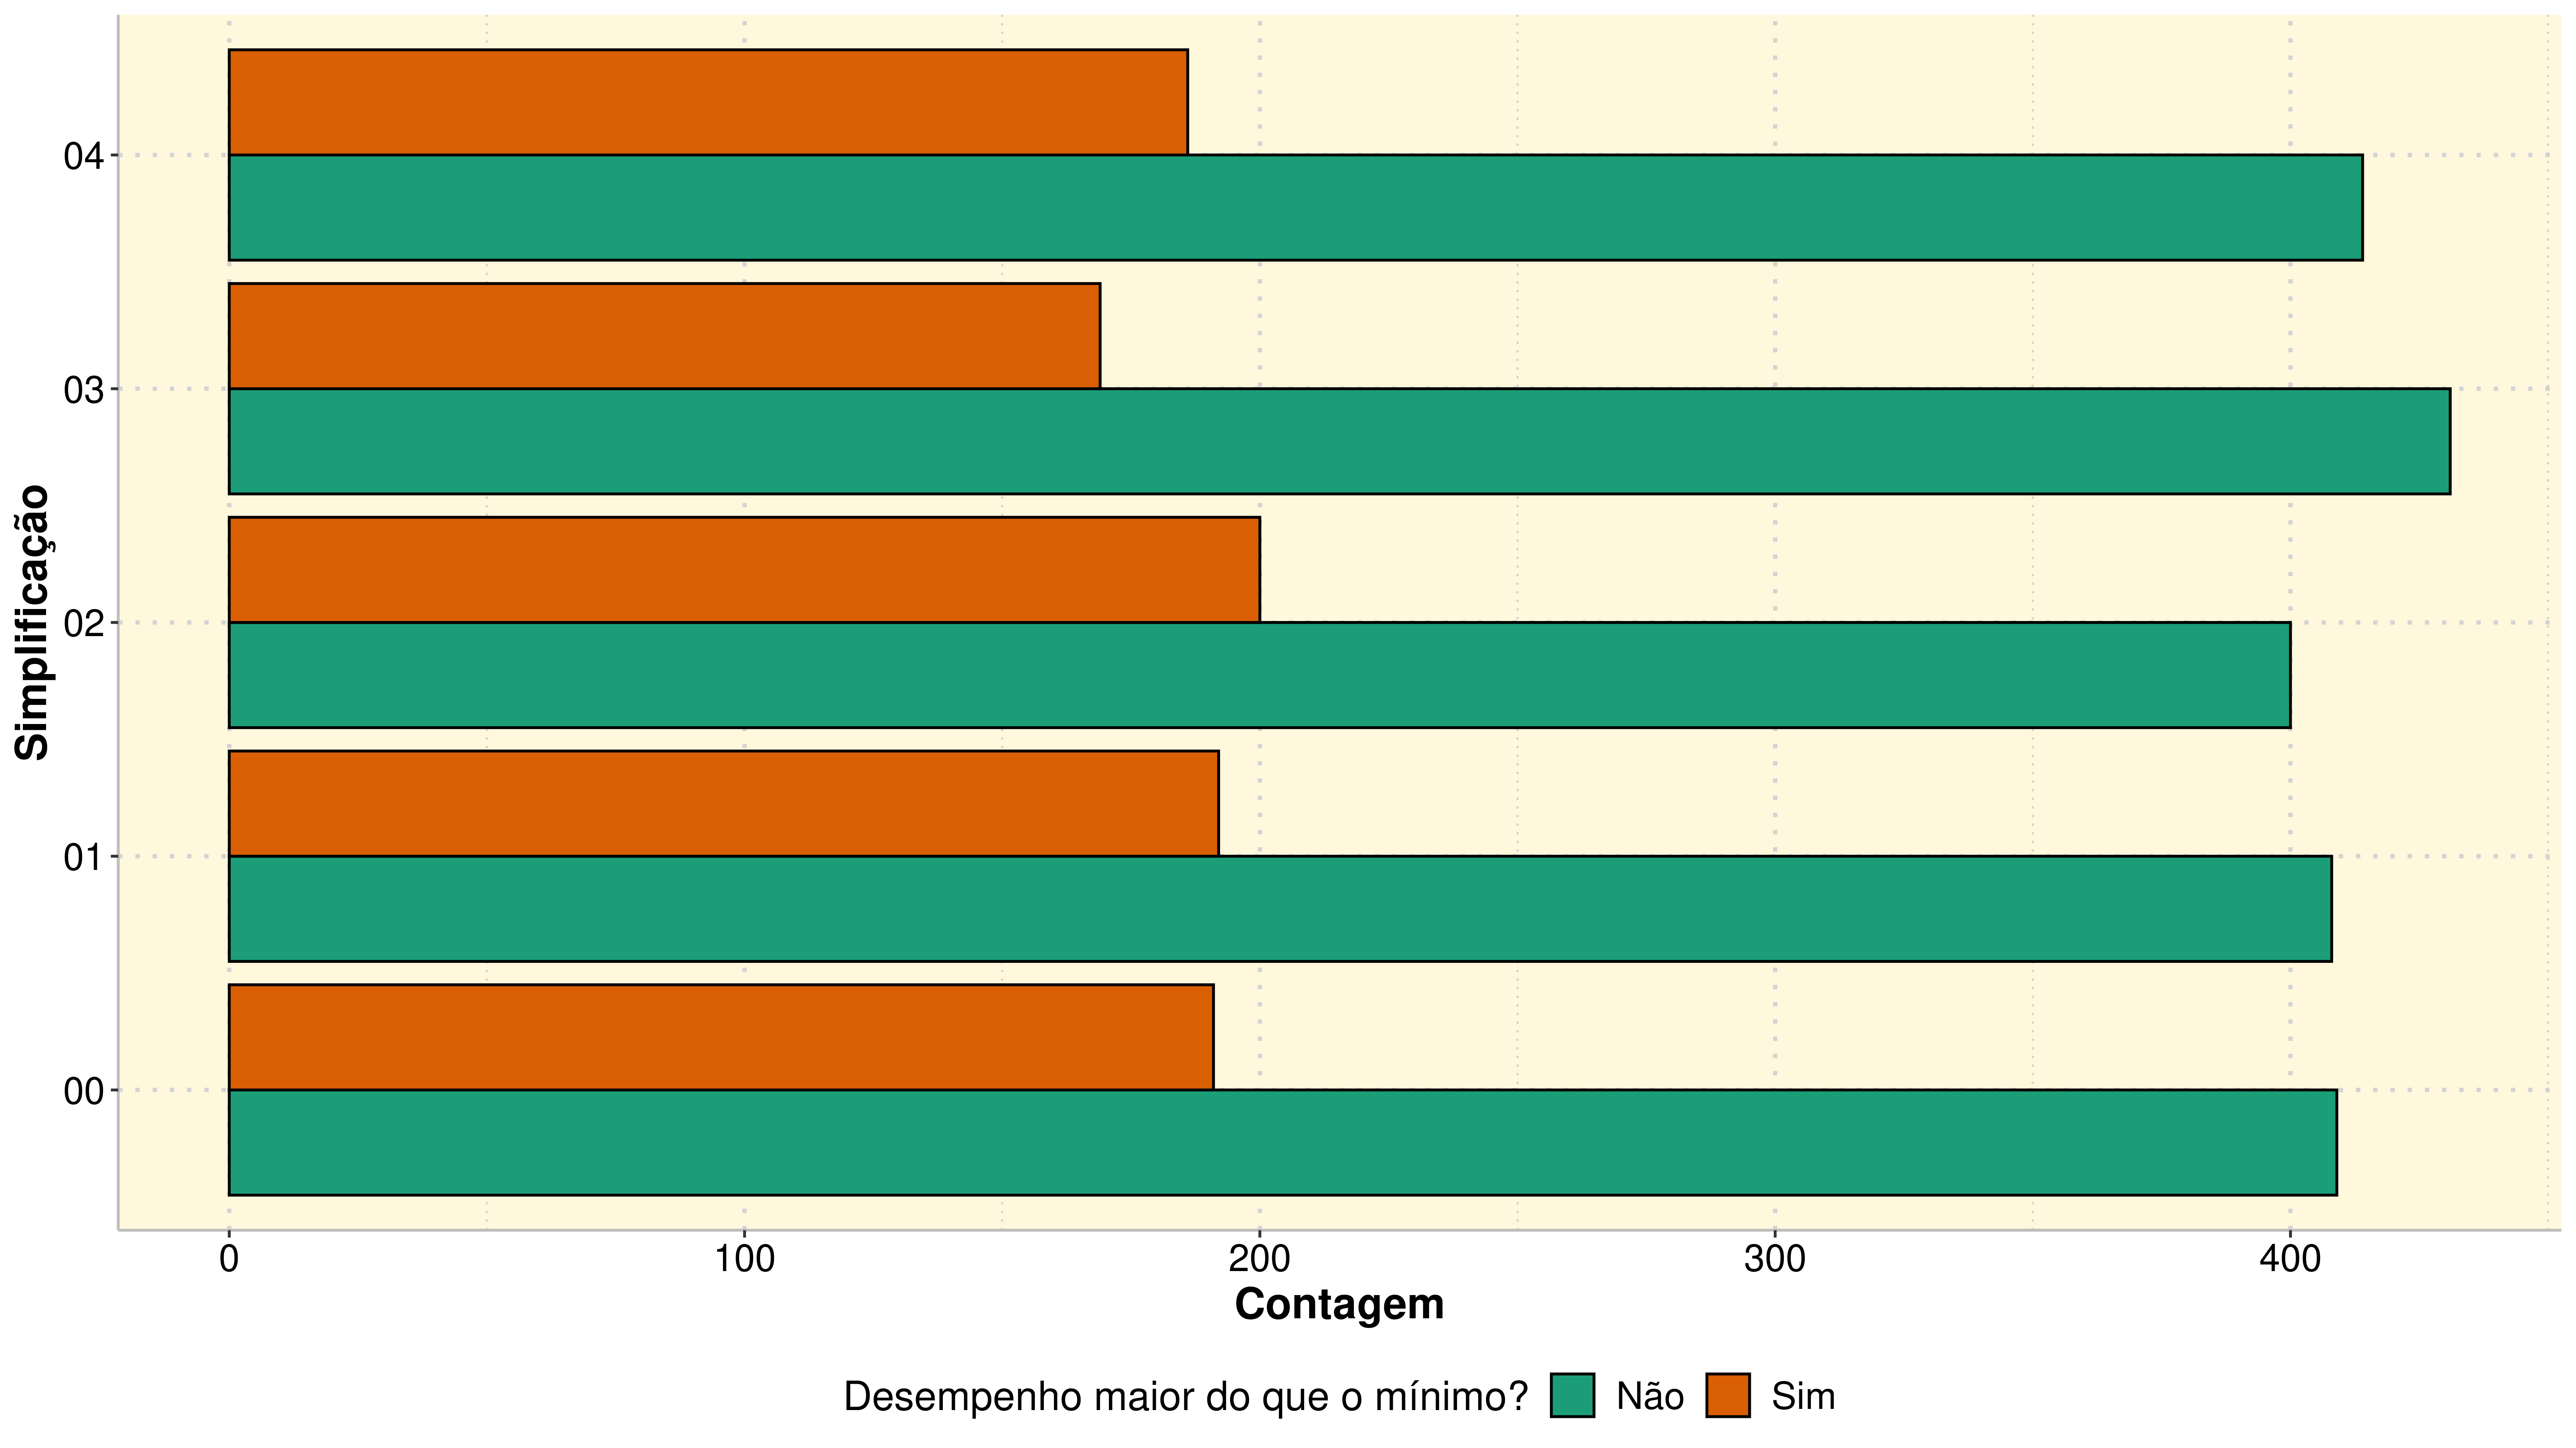 04
03
02
01
00
Simplificação
0 100 200 300 400
Contagem
Desempenho maior do que o mínimo? Não Sim